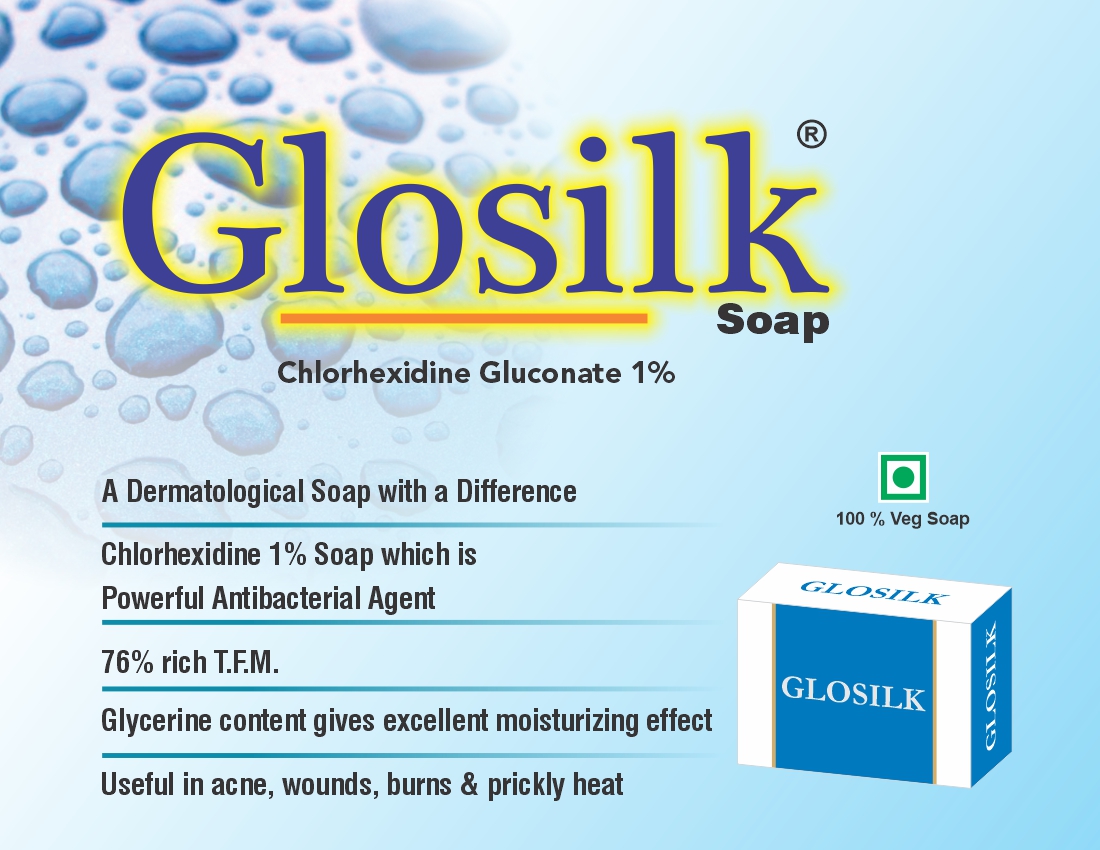 Glosilk®
Soap
Chlorhexidine Gluconate 1%
A Dermatological Soap with a Difference
Chlorhexidine 1% Soap which is
Powerful Antibacterial Agent
76% rich T.F.M.
Glycerine content gives excellent moisturizing effect
Useful in acne, wounds, burns & prickly heat
100 % Veg Soap
GLOSILK
GLOSILK
GLOSILK